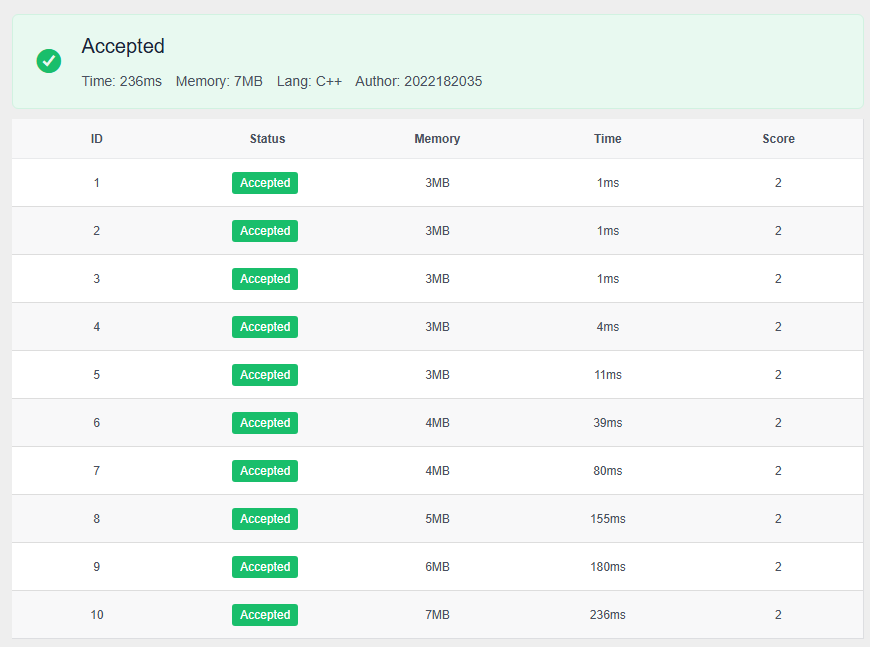 Accepted
Time: 236ms Memory: 7MB Lang: C++ Author: 2022182035
ID Status Memory Time Score
1 Accepted 3MB 1ms 2
2 Accepted 3MB 1ms 2
3 Accepted 3MB 1ms 2
4 Accepted 3MB 4ms 2
5 Accepted 3MB 11ms 2
6 Accepted 4MB 39ms 2
7 Accepted 4MB 80ms 2
8 Accepted 5MB 155ms 2
9 Accepted 6MB 180ms 2
10 Accepted 7MB 236ms 2